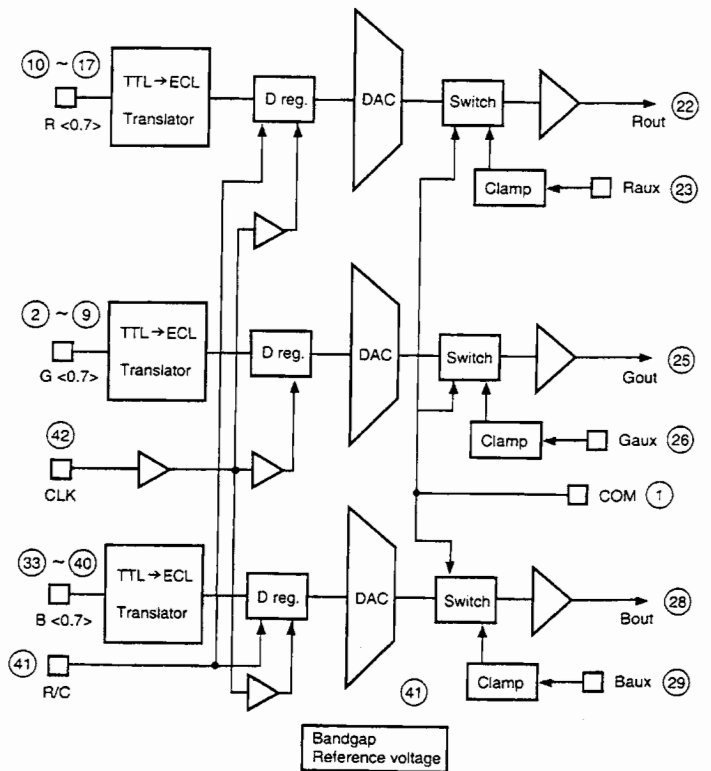 10 ~ 17
TTL→ECL
Translator
R <0.7>
D reg.
DAC
Switch
Rout
22
Clamp
Raux
23
2 ~ 9
TTL→ECL
Translator
G <0.7>
D reg.
DAC
Switch
Gout
25
Clamp
Gaux
26
42
CLK
COM
1
33 ~ 40
TTL→ECL
Translator
B <0.7>
D reg.
DAC
Switch
Bout
28
41
R/C
41
Clamp
Baux
29
Bandgap
Reference voltage